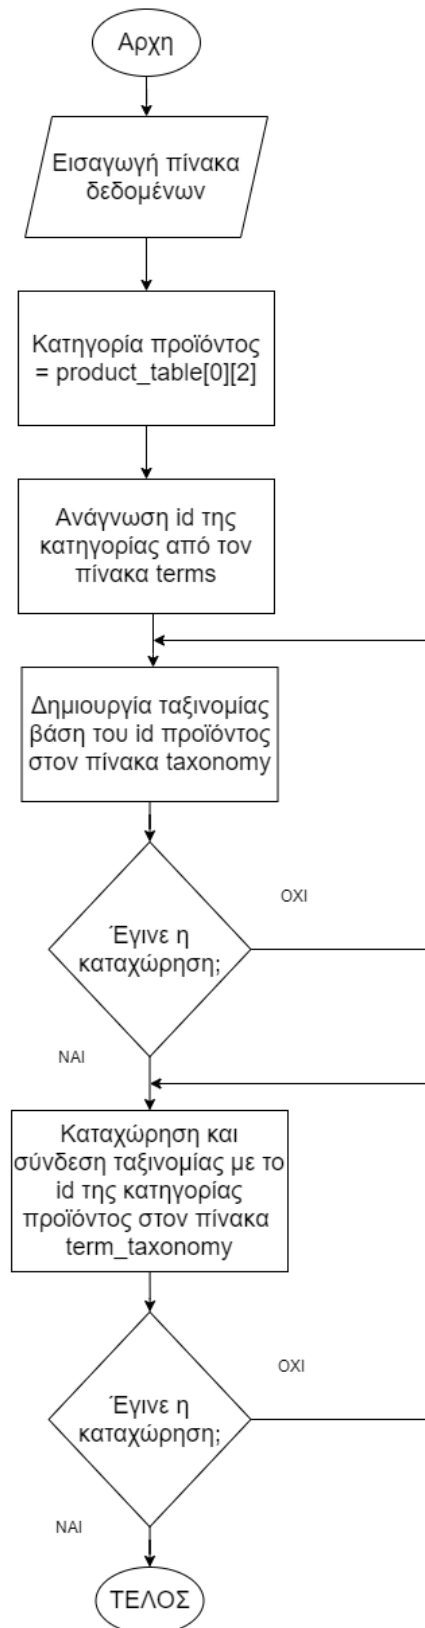 Αρχη
Εισαγωγή πίνακα
δεδομένων
Κατηγορία προϊόντος
= product_table[0][2]
Ανάγνωση id της
κατηγορίας από τον
πίνακα terms
Δημιουργία ταξινομίας
βάση του id προϊόντος
στον πίνακα taxonomy
ΟΧΙ
Έγινε η
καταχώρηση;
ΝΑΙ
Καταχώρηση και
σύνδεση ταξινομίας με το
id της κατηγορίας
προϊόντος στον πίνακα
term_taxonomy
ΟΧΙ
Έγινε η
καταχώρηση;
ΝΑΙ
ΤΕΛΟΣ